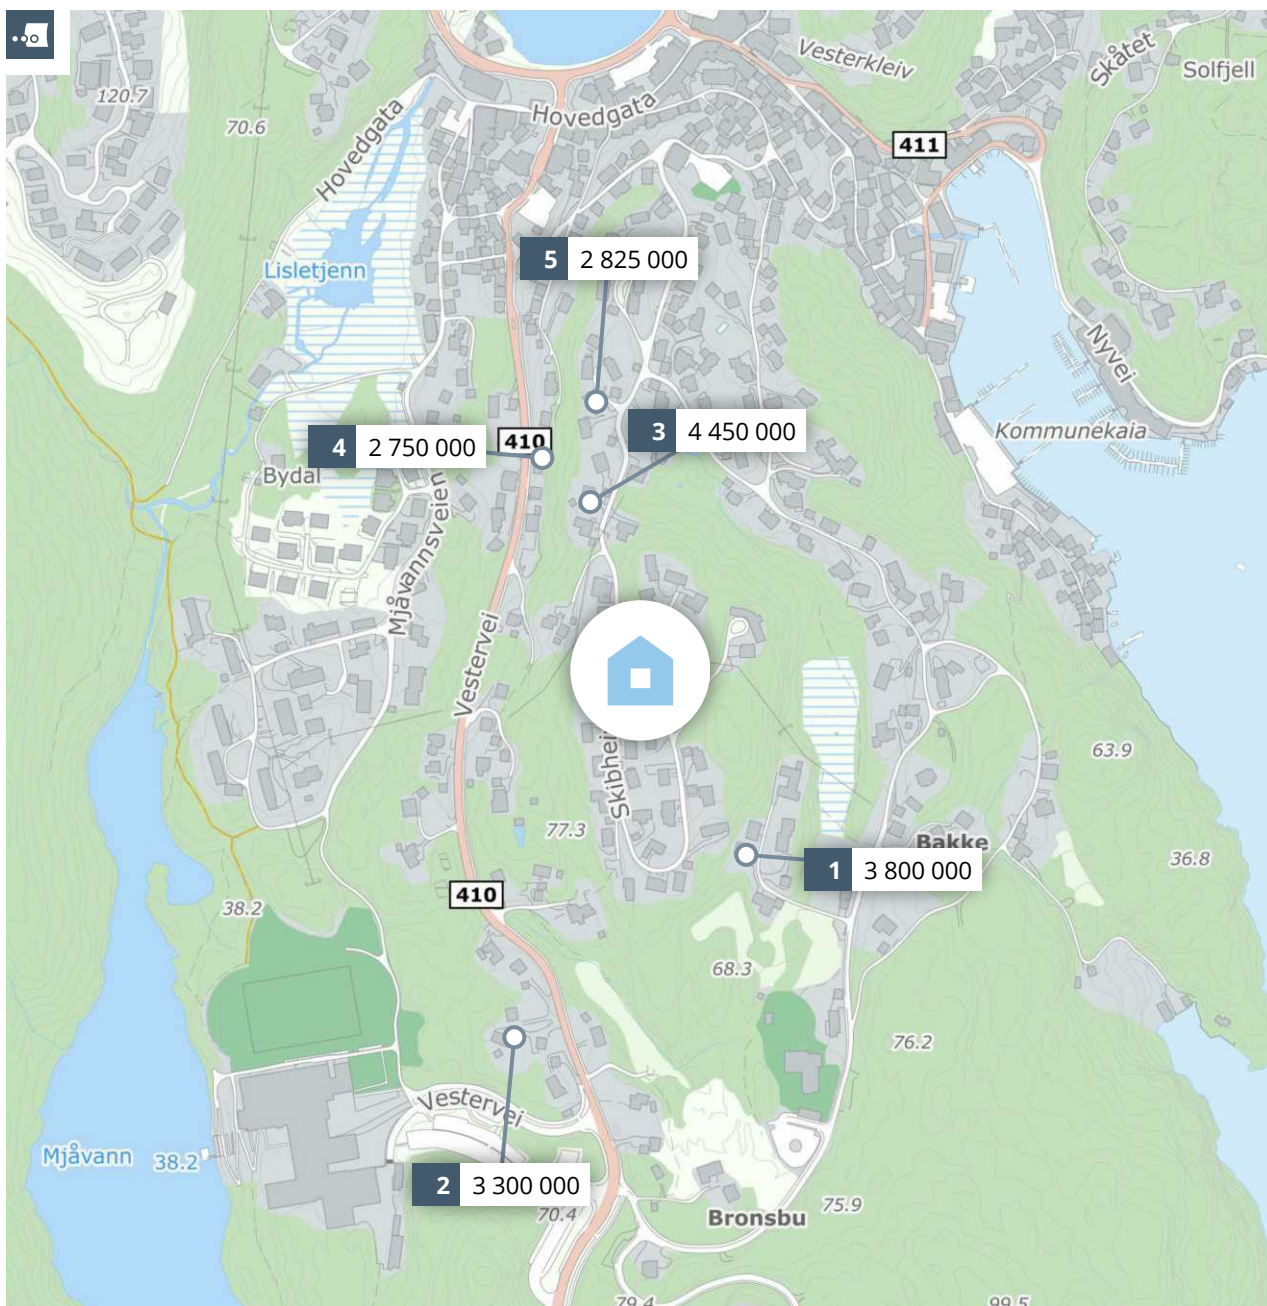 Vesterkleiv
Skåtet
Solfjell
120.7
70.6
Hovedgata
Hovedgata
411
5 2 825 000
Lisletjenn
Nyvei
3 4 450 000
Kommunekaia
4 2 750 000
410
Bydal
Mjåvannsveien
Vestervei
63.9
Skibhei
77.3
Bakke
36.8
1 3 800 000
410
38.2
68.3
76.2
Vestervei
Mjåvann 38.2
2 3 300 000
75.9
70.4
Bronsbu
79.4
99.5